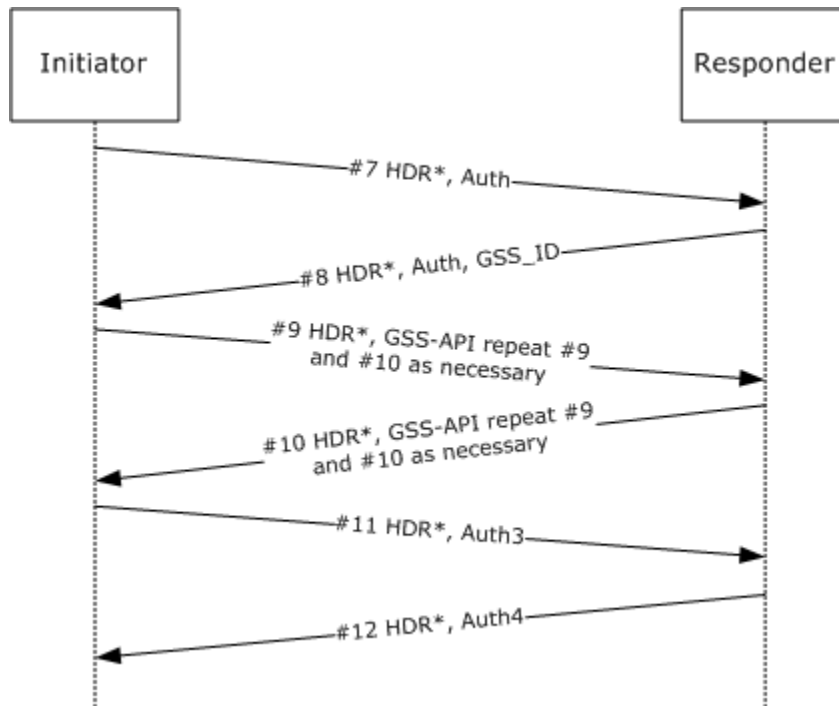 Initiator
Responder
#7 HDR*, Auth
#8 HDR*, Auth, GSS_ID
#9 HDR*, GSS-API repeat #9
and #10 as necessary
#10 HDR*, GSS-API repeat #9
and #10 as necessary
#11 HDR*, Auth3
#12 HDR*, Auth4